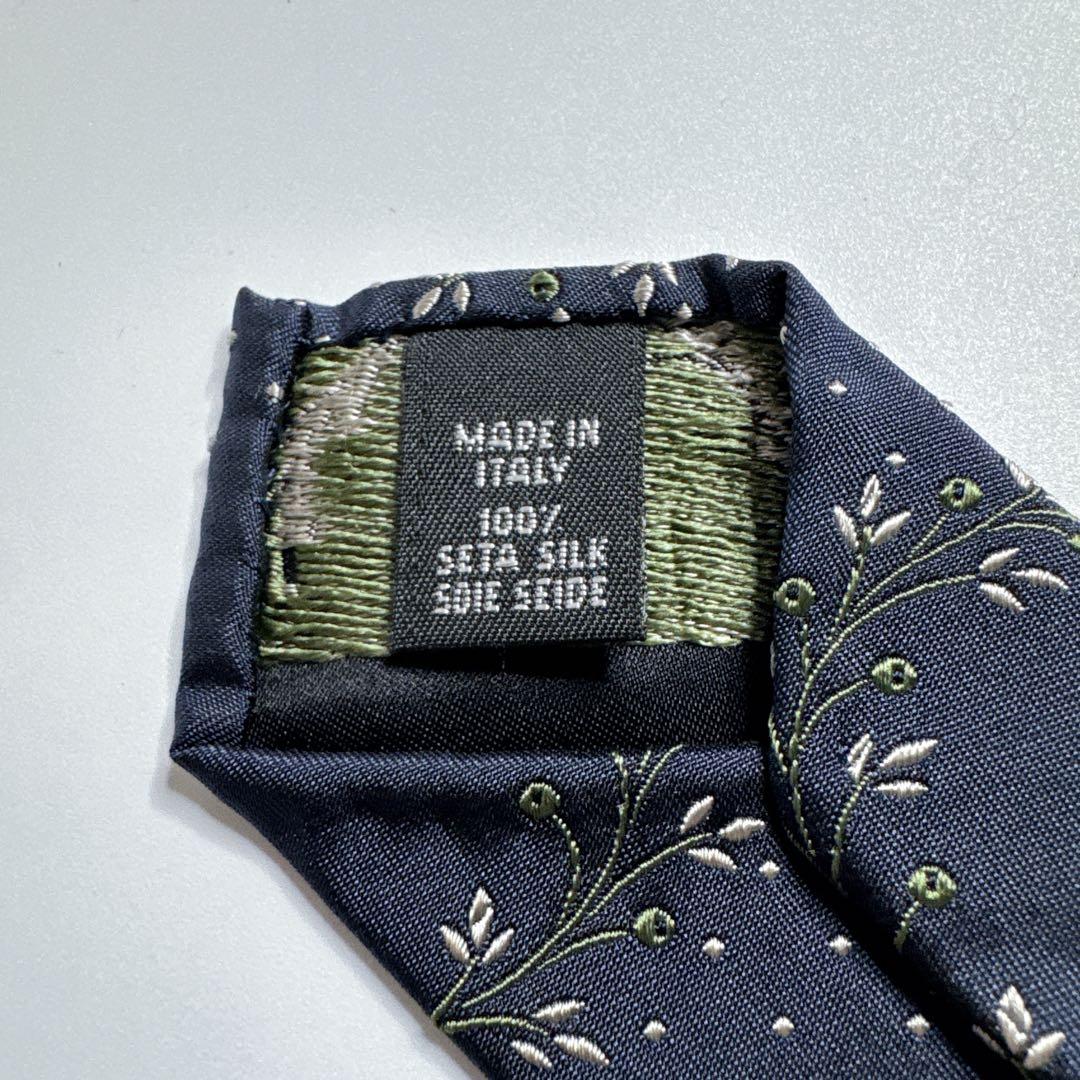 MADE IN
ITALY
100%
SETA SILK
SOIE SEIDE